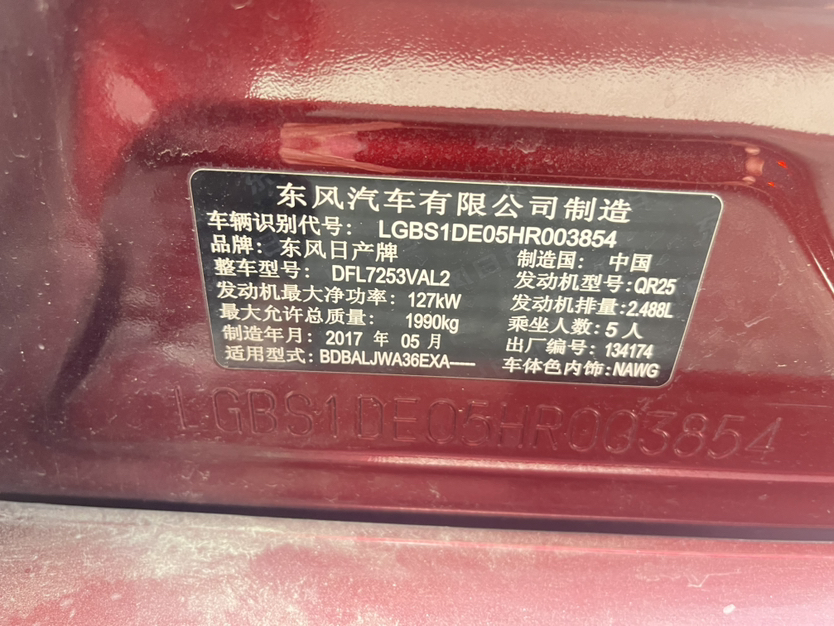 东风汽车有限公司制造
车辆识别代号: LGBS1DE05HR003854
品牌: 东风日产牌 制造国: 中国
整车型号: DFL7253VAL2 发动机型号:QR25
发动机最大净功率: 127kW 发动机排量:2.488L
最大允许总质量: 1990kg 乘坐人数:5人
制造年月: 2017 年 05 月 出厂编号: 134174
适用型式: BDBALJWA36EXA—— 车体色内饰:NAWG
LGBS1DE05HR003854